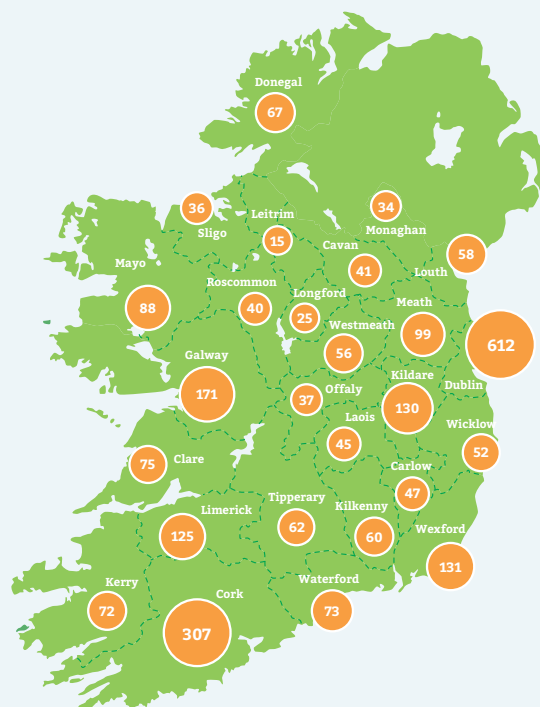 Donegal
67
36
Sligo
Leitrim
15
34
Monaghan
Cavan
41
58
Louth
Mayo
88
Roscommon
40
Longford
25
Meath
99
Westmeath
56
612
Dublin
Galway
171
37
Offaly
Kildare
130
Laois
45
Wicklow
52
75
Clare
Carlow
47
Limerick
125
Tipperary
62
Kilkenny
60
Wexford
131
Kerry
72
Cork
307
Waterford
73